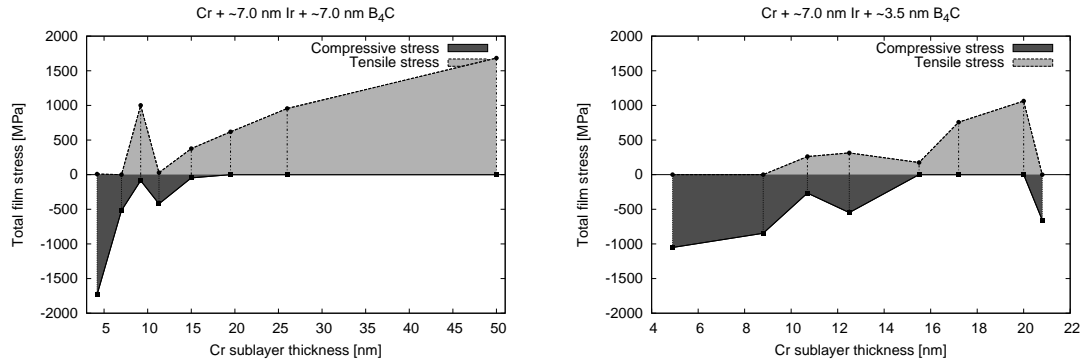 Cr + ~7.0 nm Ir + ~7.0 nm B₄C
Total film stress [MPa]
2000
1500
1000
500
0
-500
-1000
-1500
-2000
Compressive stress
Tensile stress
5 10 15 20 25 30 35 40 45 50
Cr sublayer thickness [nm]
Cr + ~7.0 nm Ir + ~3.5 nm B₄C
Total film stress [MPa]
2000
1500
1000
500
0
-500
-1000
-1500
-2000
Compressive stress
Tensile stress
4 6 8 10 12 14 16 18 20 22
Cr sublayer thickness [nm]